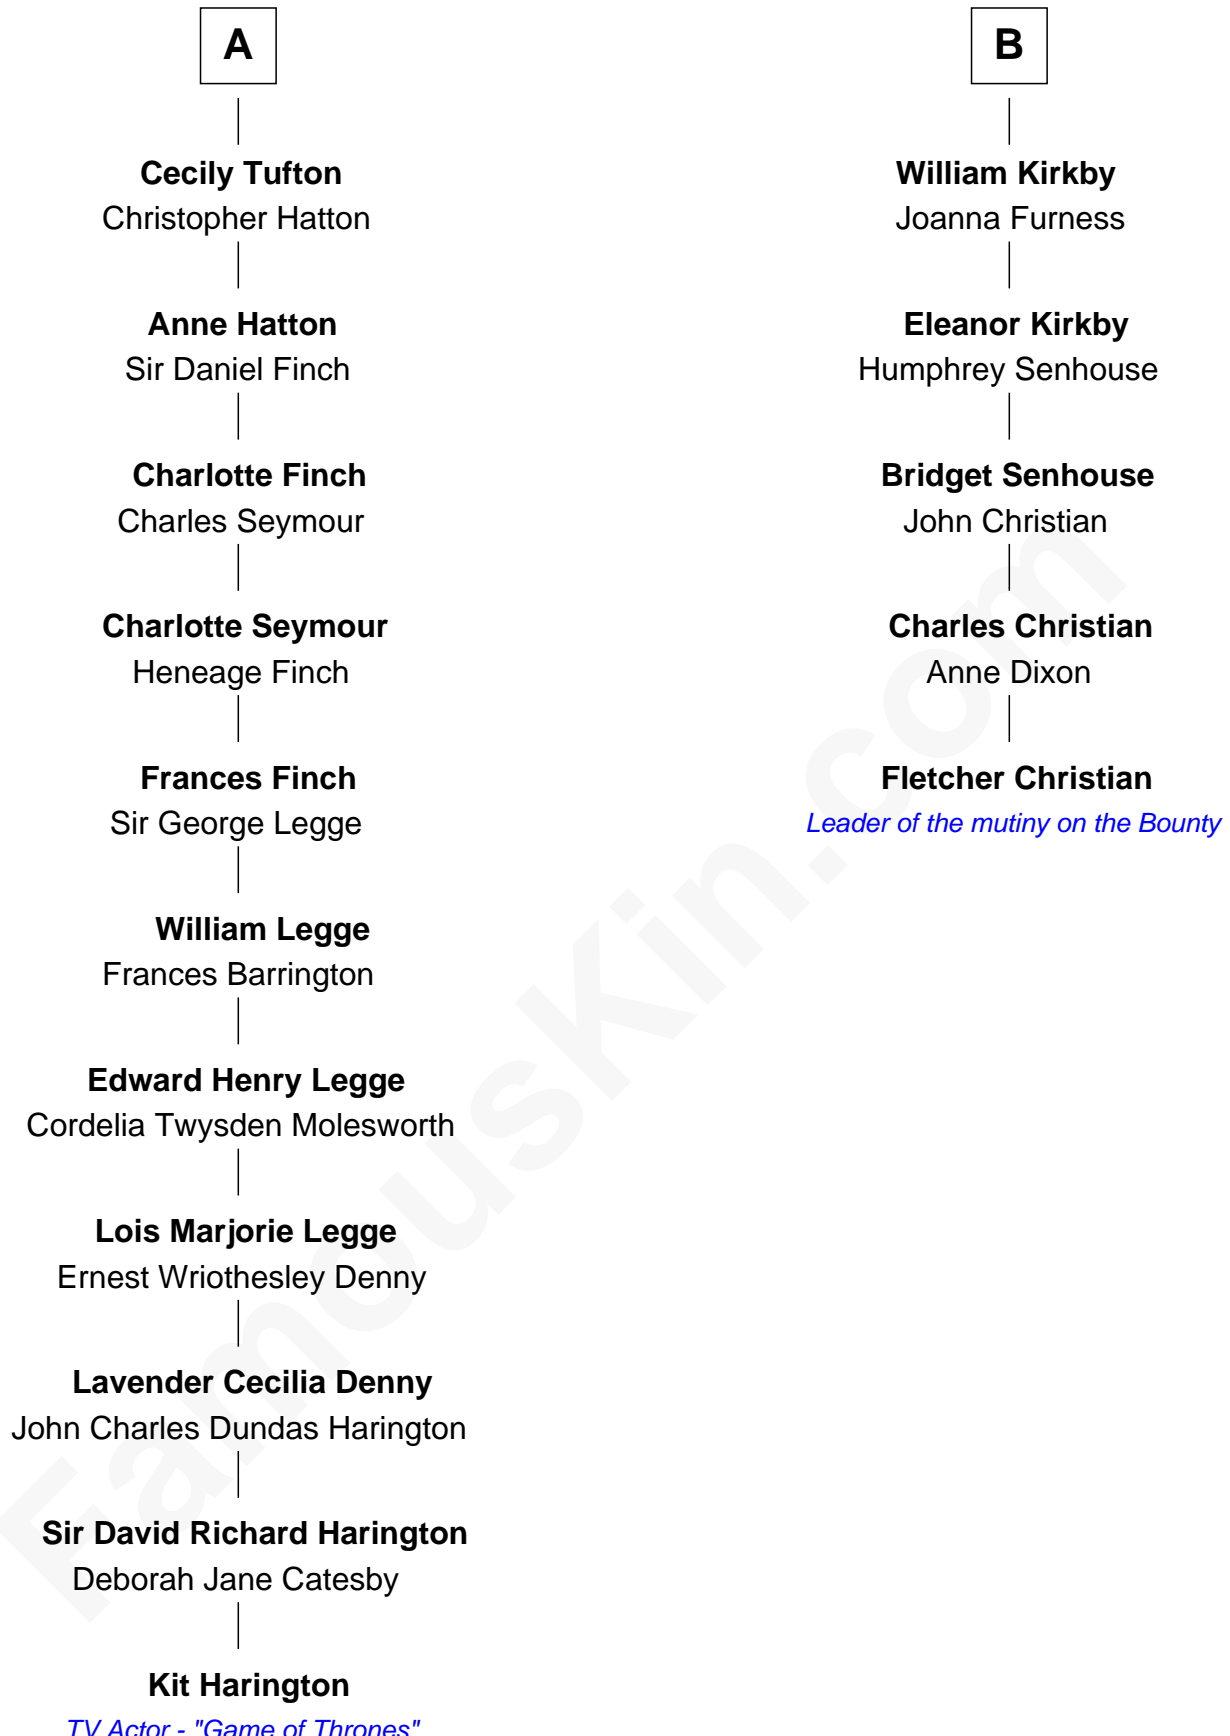 A
Cecily Tufton
Christopher Hatton
Anne Hatton
Sir Daniel Finch
Charlotte Finch
Charles Seymour
Charlotte Seymour
Heneage Finch
Frances Finch
Sir George Legge
William Legge
Frances Barrington
Edward Henry Legge
Cordelia Twysden Molesworth
Lois Marjorie Legge
Ernest Wriothesley Denny
Lavender Cecilia Denny
John Charles Dundas Harington
Sir David Richard Harington
Deborah Jane Catesby
Kit Harington
TV Actor - "Game of Thrones"
B
William Kirkby
Joanna Furness
Eleanor Kirkby
Humphrey Senhouse
Bridget Senhouse
John Christian
Charles Christian
Anne Dixon
Fletcher Christian
Leader of the mutiny on the Bounty
FamousKin.com